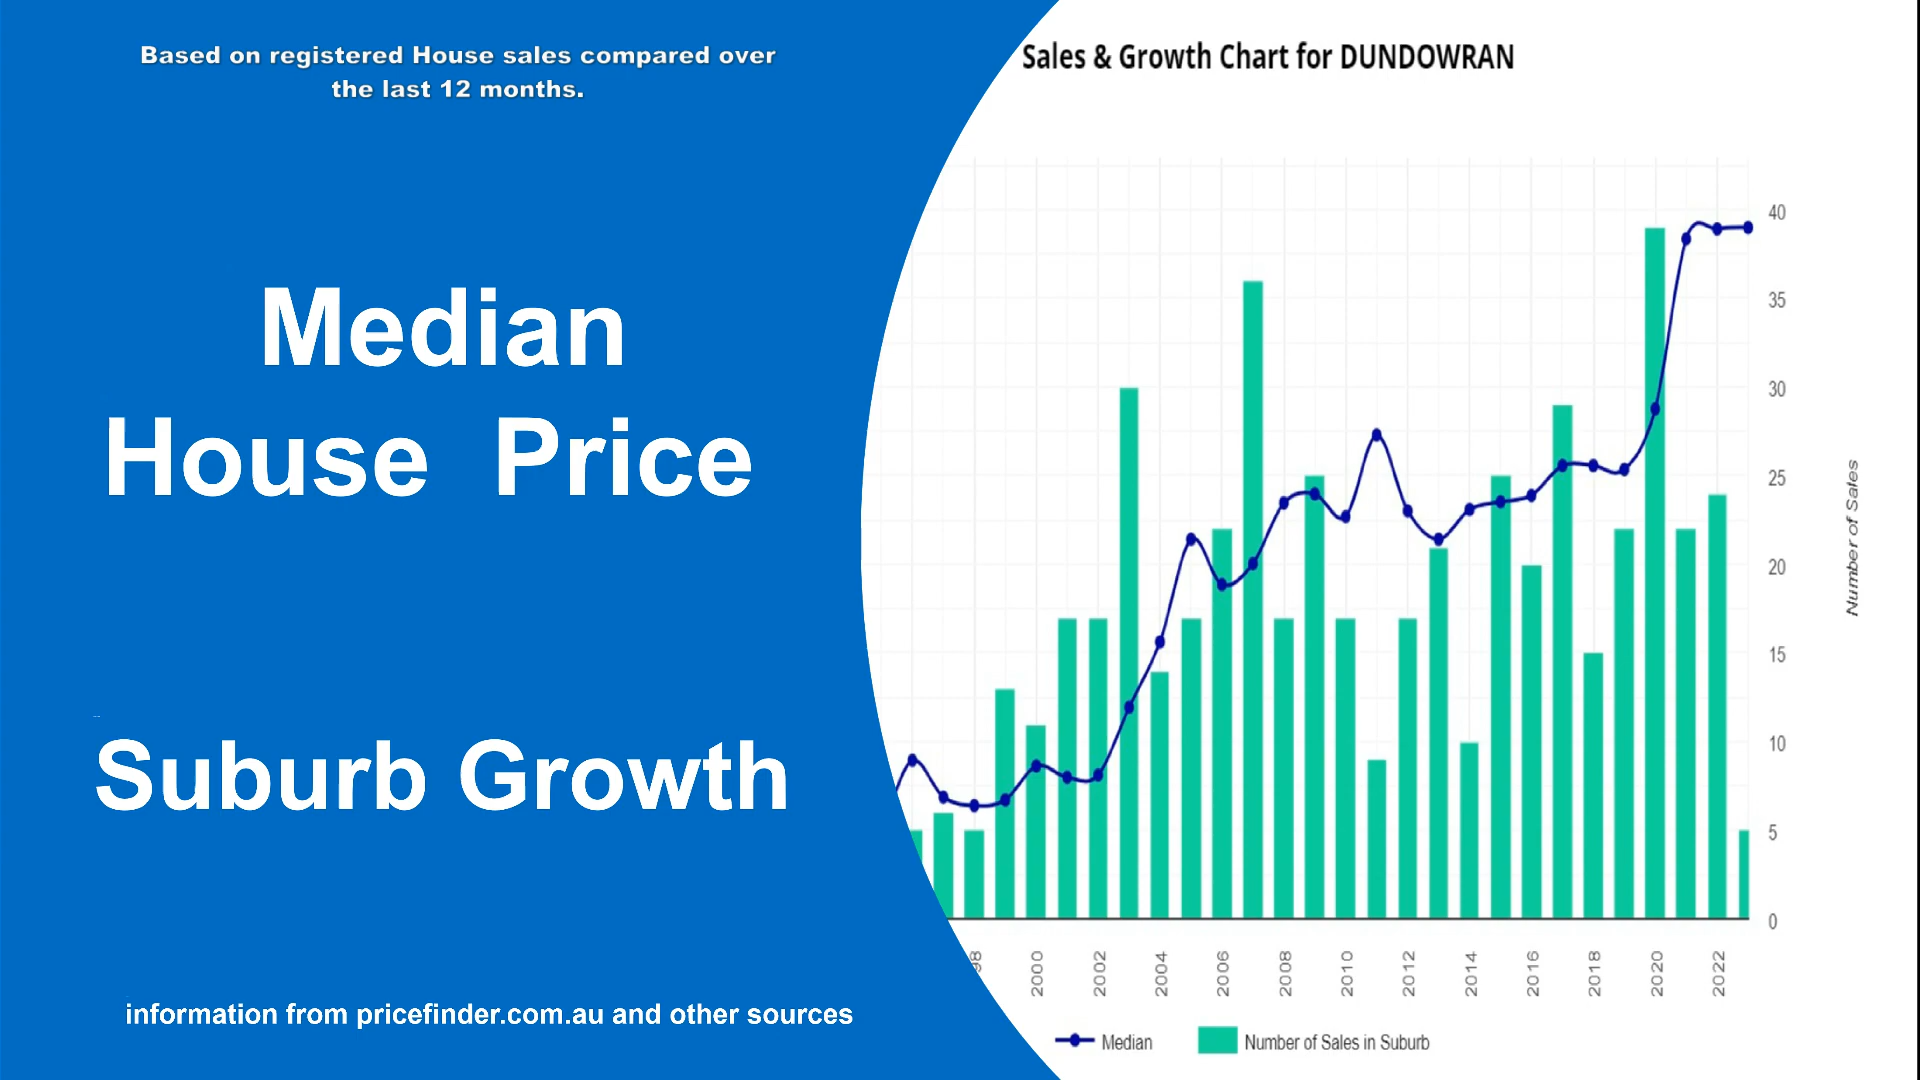 Based on registered House sales compared over
the last 12 months.
Median
House Price
Suburb Growth
information from pricefinder.com.au and other sources
Sales & Growth Chart for DUNDOWRAN
40
35
30
25
20
15
10
5
0
Number of Sales
98
2000
2002
2004
2006
2008
2010
2012
2014
2016
2018
2020
2022
Median
Number of Sales in Suburb